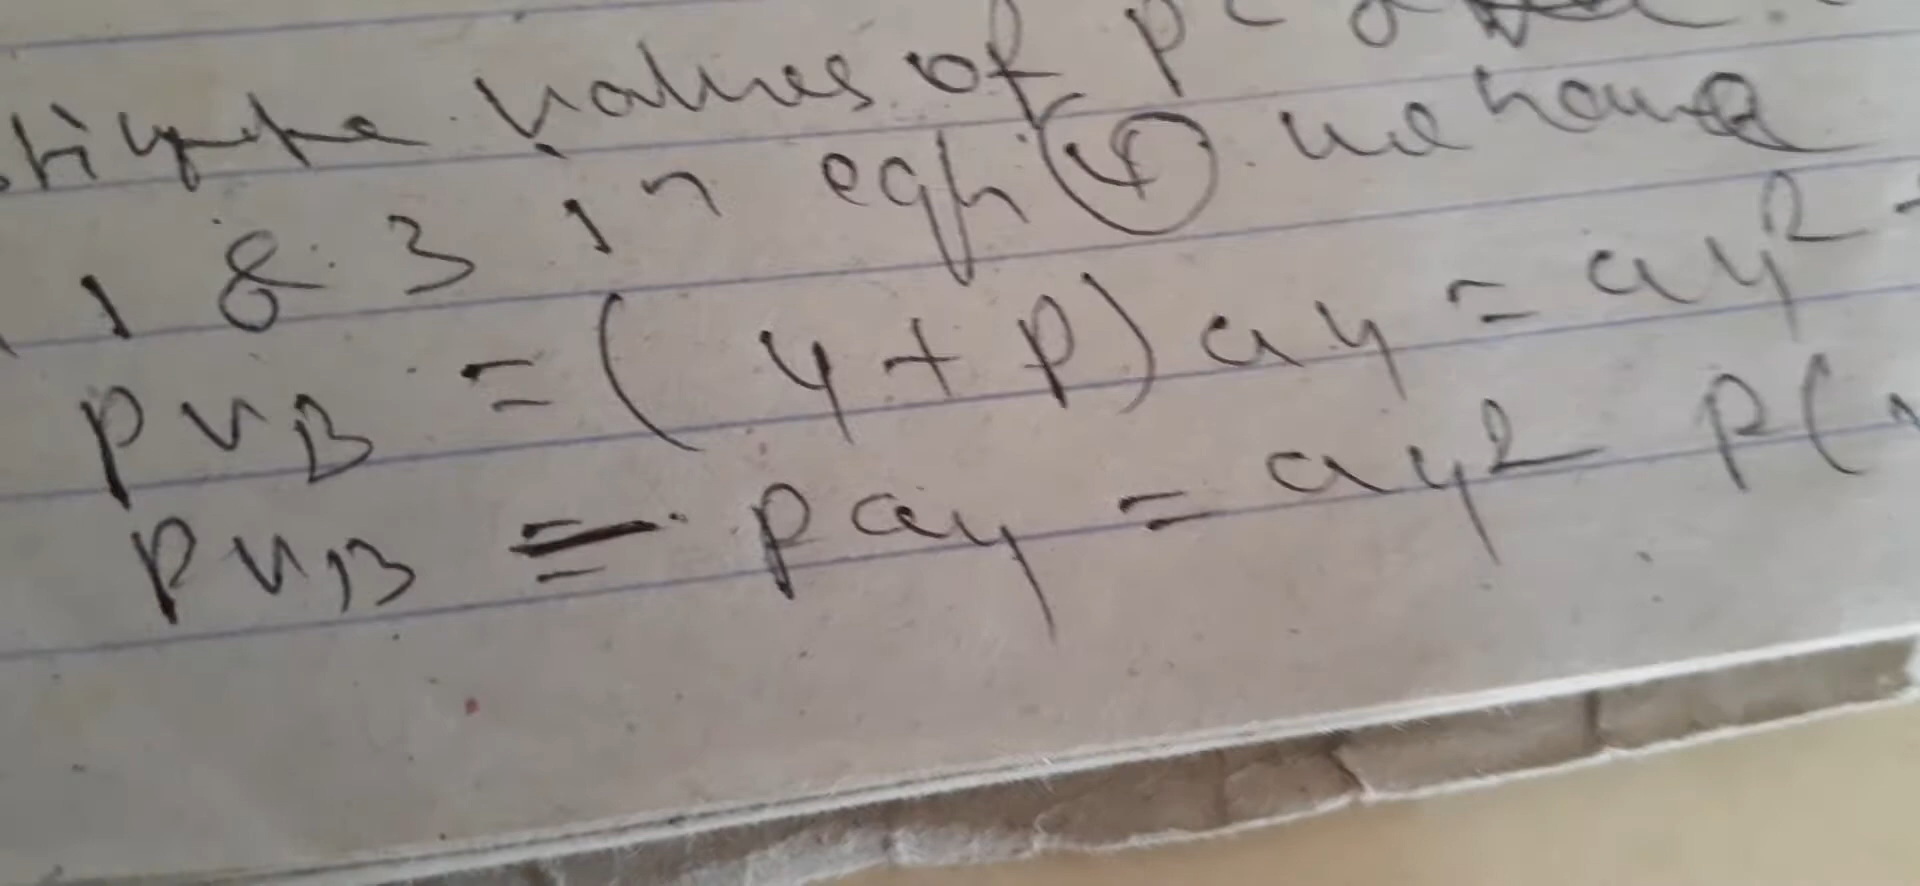 values of P
1 & 3 in eqn ④ we have
PVB = (y + P) ay = ay²
PVB = Pay = ay² P(